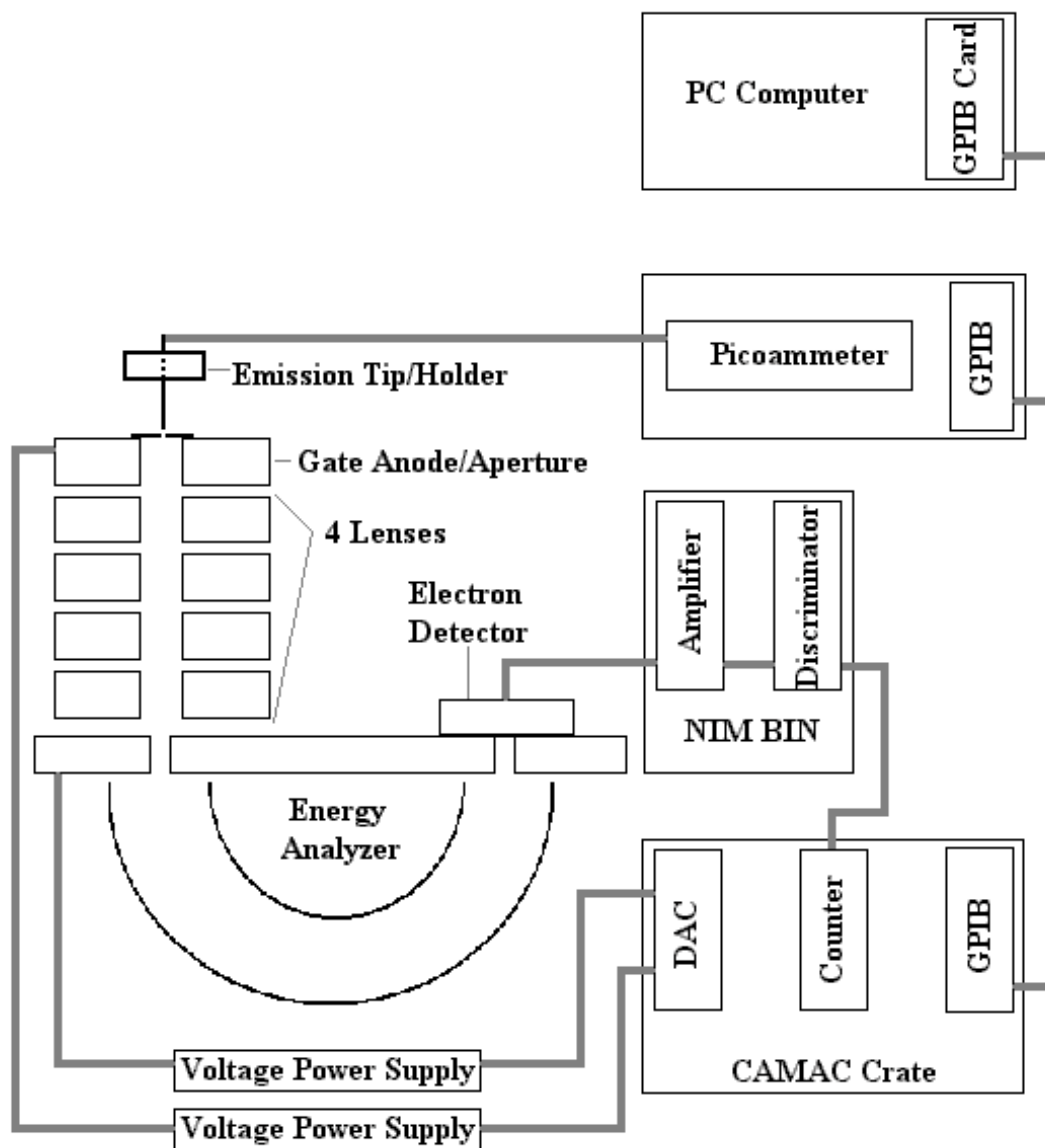 PC Computer
GPIB Card
Picoammeter
GPIB
Emission Tip/Holder
Gate Anode/Aperture
4 Lenses
Electron
Detector
Amplifier
Discriminator
NIM BIN
Energy
Analyzer
DAC
Counter
GPIB
CAMAC Crate
Voltage Power Supply
Voltage Power Supply